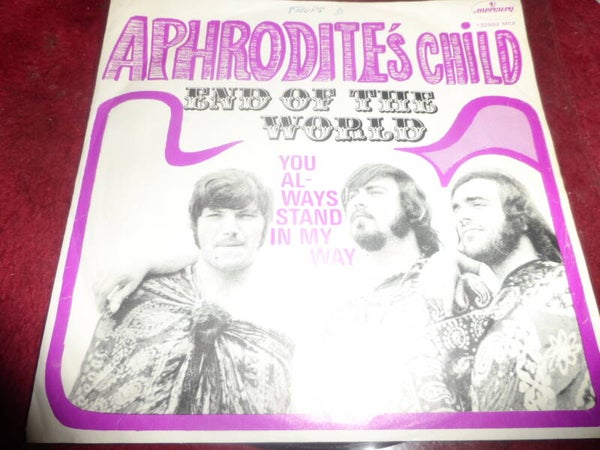 mercury
APHRODITE'S CHILD
END OF THE
WORLD
YOU
AL-
WAYS
STAND
IN MY
WAY